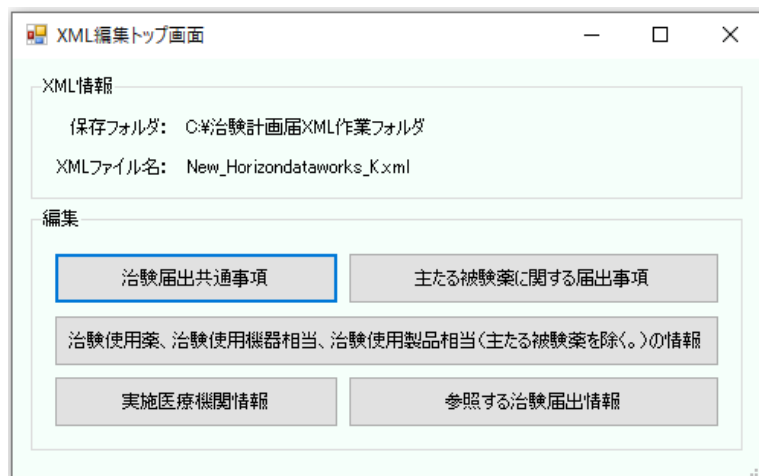 XML編集トップ画面
XML情報
保存フォルダ: C:¥治験計画届XML作業フォルダ
XMLファイル名: New_Horizondataworks_K.xml
編集
治験届出共通事項 主たる被験薬に関する届出事項
治験使用薬、治験使用機器相当、治験使用製品相当(主たる被験薬を除く。)の情報
実施医療機関情報 参照する治験届出情報